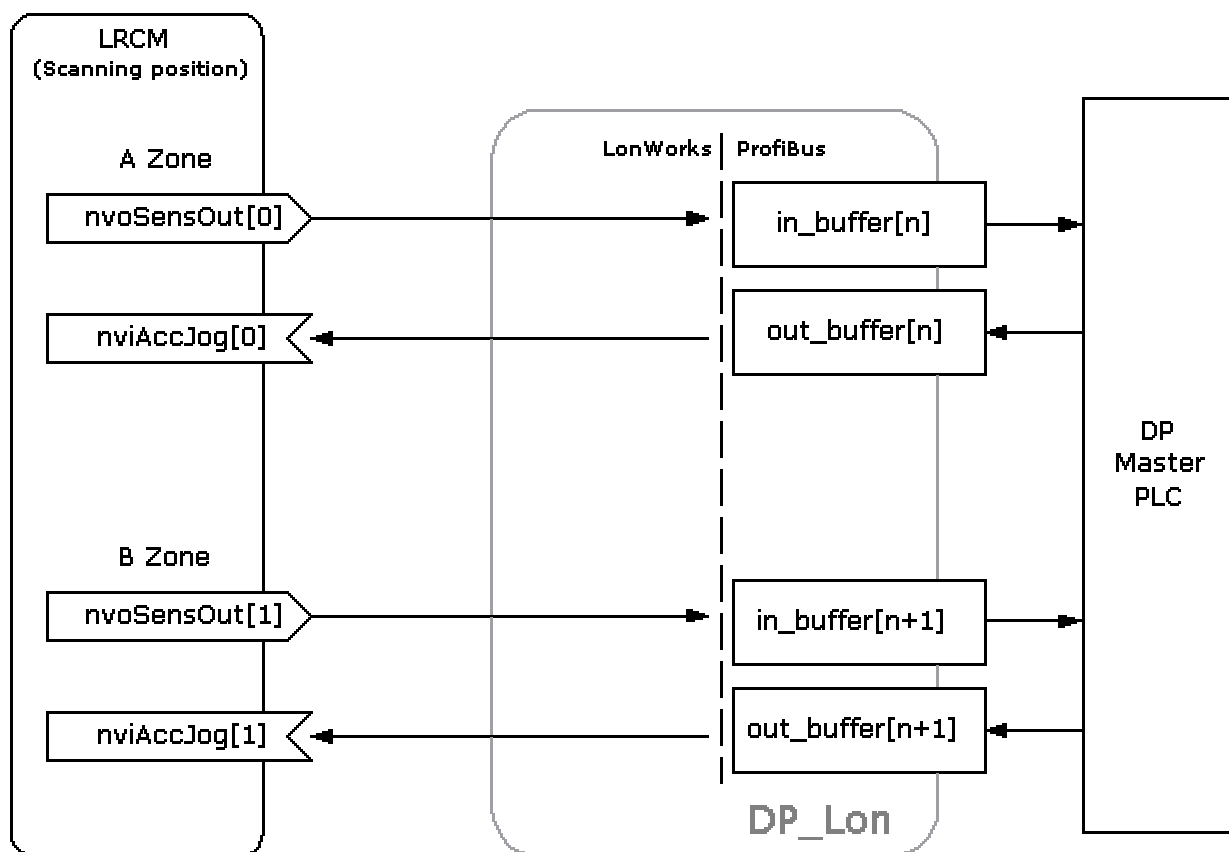 LRCM
(Scanning position)
A Zone
nvoSensOut[0]
nviAccJog[0]
B Zone
nvoSensOut[1]
nviAccJog[1]
LonWorks
ProfiBus
in_buffer[n]
out_buffer[n]
in_buffer[n+1]
out_buffer[n+1]
DP_Lon
DP
Master
PLC